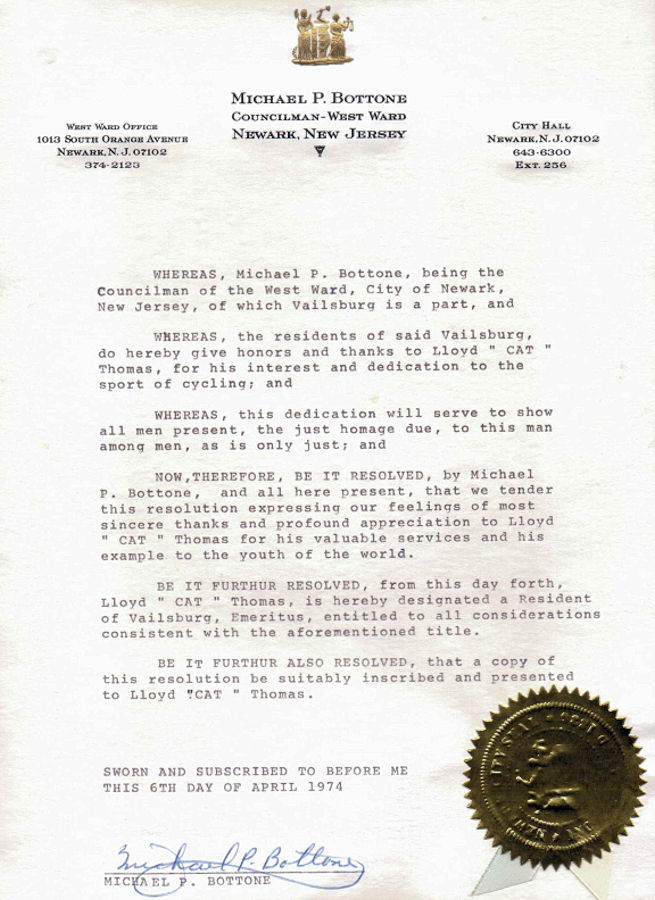 MICHAEL P. BOTTONE
COUNCILMAN-WEST WARD
NEWARK, NEW JERSEY
WEST WARD OFFICE
1013 SOUTH ORANGE AVENUE
NEWARK, N. J. 07102
374-2123
CITY HALL
NEWARK, N. J. 07102
643-6300
EXT. 256
WHEREAS, Michael P. Bottone, being the
Councilman of the West Ward, City of Newark,
New Jersey, of which Vailsburg is a part, and
WHEREAS, the residents of said Vailsburg,
do hereby give honors and thanks to Lloyd " CAT "
Thomas, for his interest and dedication to the
sport of cycling; and
WHEREAS, this dedication will serve to show
all men present, the just homage due, to this man
among men, as is only just; and
NOW,THEREFORE, BE IT RESOLVED, by Michael
P. Bottone,  and all here present, that we tender
this resolution expressing our feelings of most
sincere thanks and profound appreciation to Lloyd
" CAT " Thomas for his valuable services and his
example to the youth of the world.
BE IT FURTHUR RESOLVED, from this day forth,
Lloyd " CAT " Thomas, is hereby designated a Resident
of Vailsburg, Emeritus, entitled to all considerations
consistent with the aforementioned title.
BE IT FURTHUR ALSO RESOLVED, that a copy of
this resolution be suitably inscribed and presented
to Lloyd "CAT " Thomas.
SWORN AND SUBSCRIBED TO BEFORE ME
THIS 6TH DAY OF APRIL 1974
Michael P. Bottone
MICHAEL P. BOTTONE